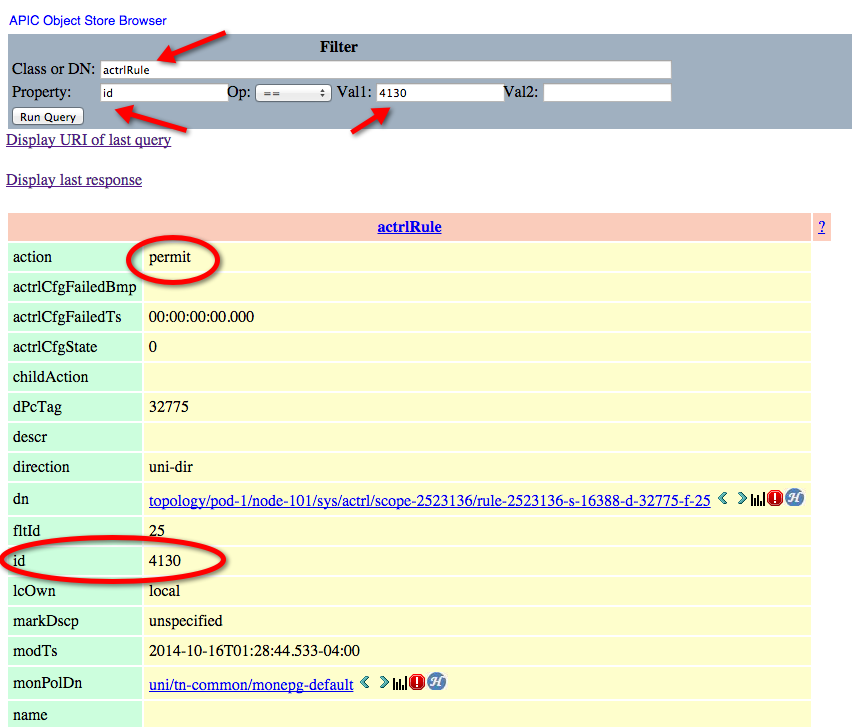 APIC Object Store Browser
Filter
Class or DN: actrlRule
Property: id Op: == Val1: 4130 Val2:
Run Query
Display URI of last query
Display last response
actrlRule ?
action permit
actrlCfgFailedBmp
actrlCfgFailedTs 00:00:00:00.000
actrlCfgState 0
childAction
dPcTag 32775
descr
direction uni-dir
dn topology/pod-1/node-101/sys/actrl/scope-2523136/rule-2523136-s-16388-d-32775-f-25 H
fltId 25
id 4130
lcOwn local
markDscp unspecified
modTs 2014-10-16T01:28:44.533-04:00
monPolDn uni/tn-common/monepg-default H
name